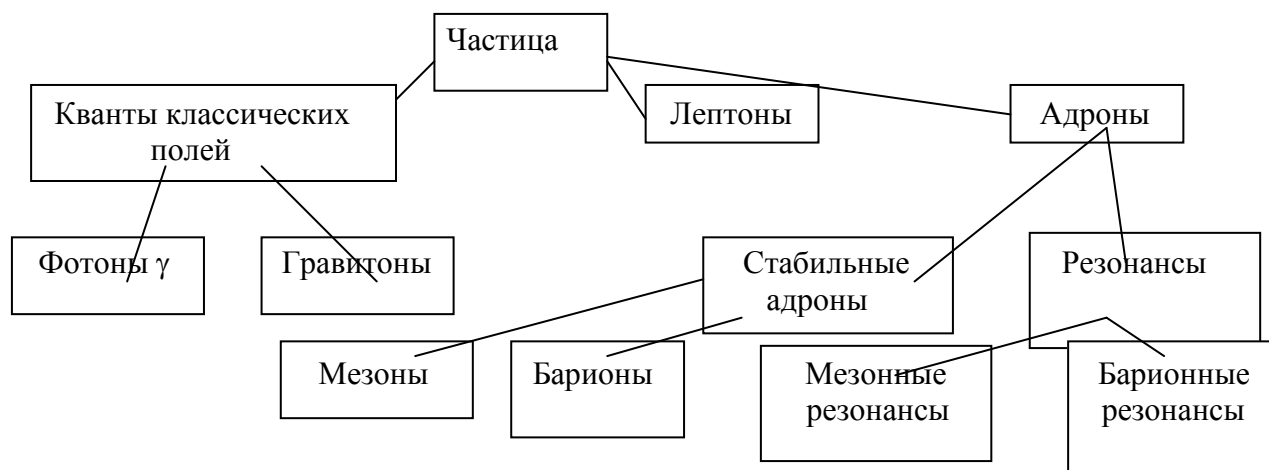 Частица
Кванты классических
полей
Лептоны
Адроны
Фотоны γ
Гравитоны
Стабильные
адроны
Резонансы
Мезоны
Барионы
Мезонные
резонансы
Барионные
резонансы